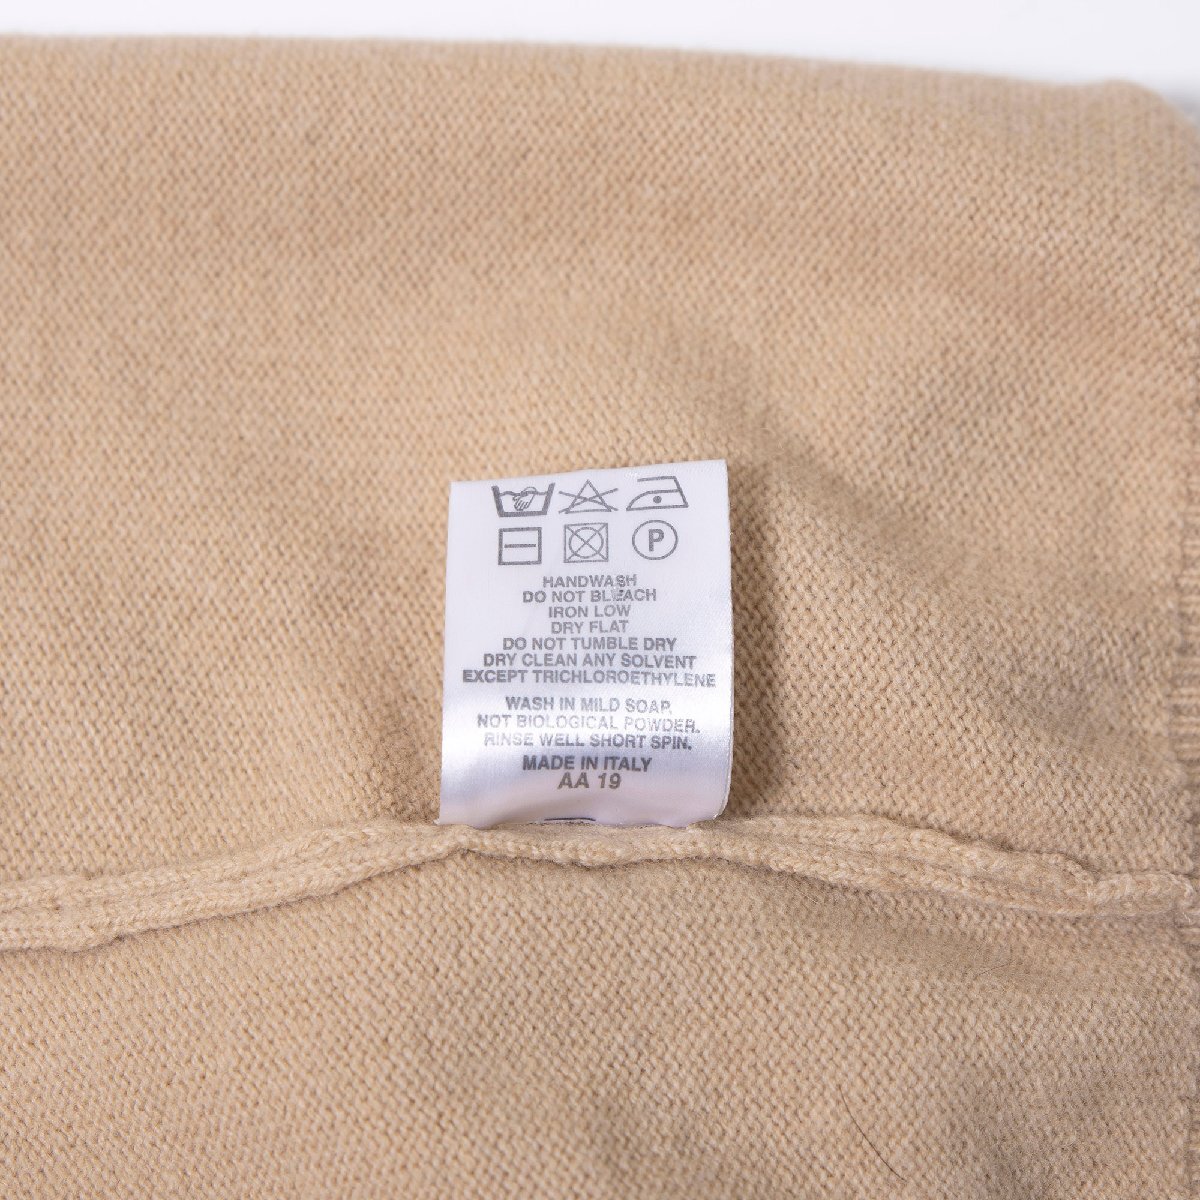 P
HANDWASH
DO NOT BLEACH
IRON LOW
DRY FLAT
DO NOT TUMBLE DRY
DRY CLEAN ANY SOLVENT
EXCEPT TRICHLOROETHYLENE
WASH IN MILD SOAP,
NOT BIOLOGICAL POWDER.
RINSE WELL SHORT SPIN.
MADE IN ITALY
AA 19